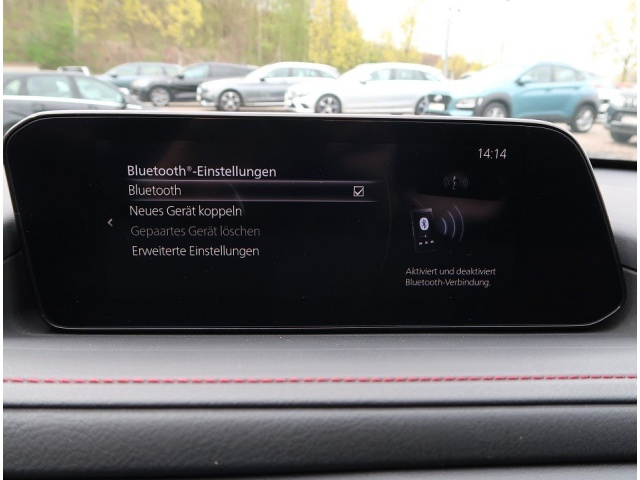 14:14
Bluetooth®-Einstellungen
Bluetooth
Neues Gerät koppeln
Gepaartes Gerät löschen
Erweiterte Einstellungen
Aktiviert und deaktiviert
Bluetooth-Verbindung.